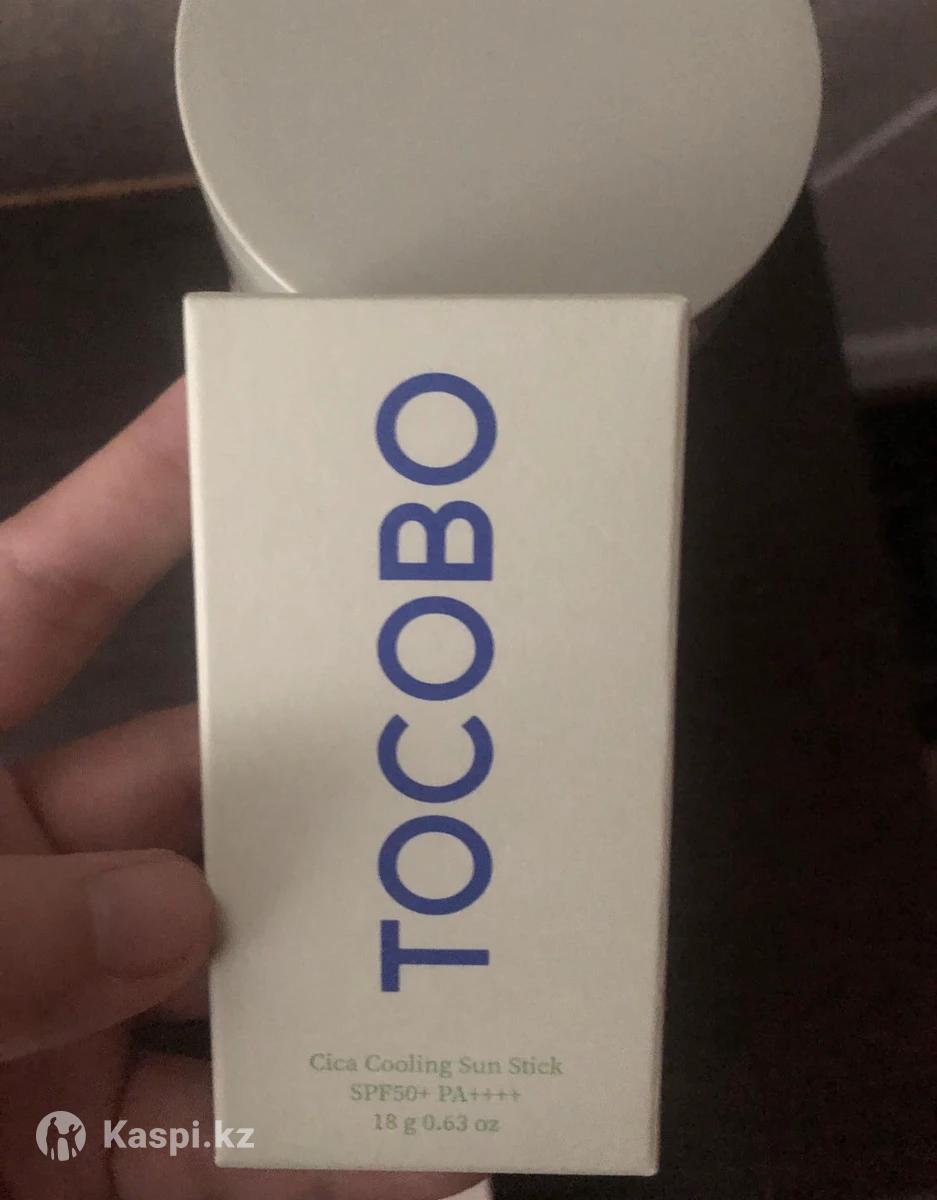 TOCOBO
Cica Cooling Sun Stick
SPF50+ PA++++
18 g 0.63 oz
Kaspi.kz